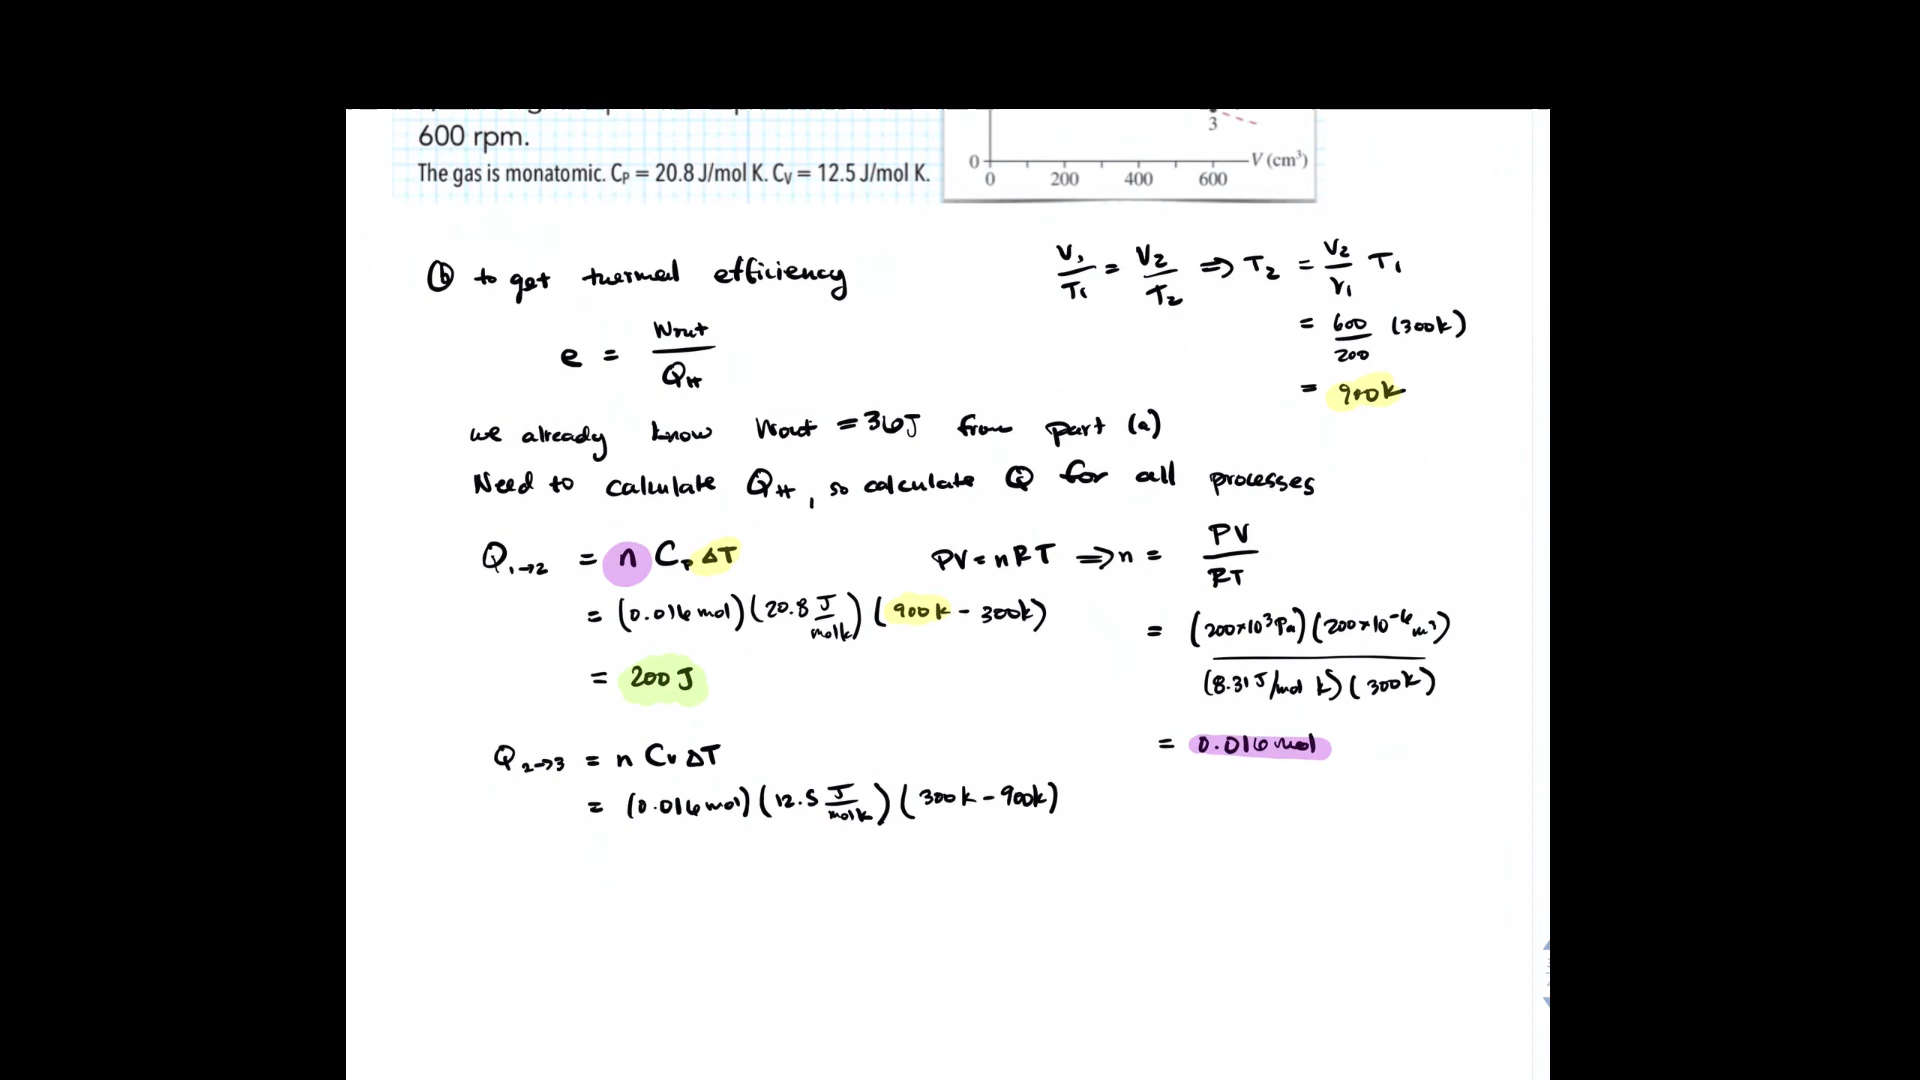 600 rpm.
The gas is monatomic. Cₚ = 20.8 J/mol K. Cᵥ = 12.5 J/mol K.
3
0
V (cm³)
0 200 400 600
ⓑ to get thermal efficiency
e = Wout / QH
V₁/T₁ = V₂/T₂ ⇒ T₂ = V₂/V₁ T₁
= 600/200 (300K)
= 900K
we already know Wout = 36J from part (a)
Need to calculate QH, so calculate Q for all processes
Q₁→₂ = n Cₚ ΔT
= (0.016 mol)(20.8 J/mol K)(900K - 300K)
= 200 J
PV = nRT ⇒ n = PV/RT
= (200×10³Pa)(200×10⁻⁶m³) / (8.31 J/mol K)(300K)
= 0.016 mol
Q₂→₃ = n Cᵥ ΔT
= (0.016 mol)(12.5 J/mol K)(300K - 900K)